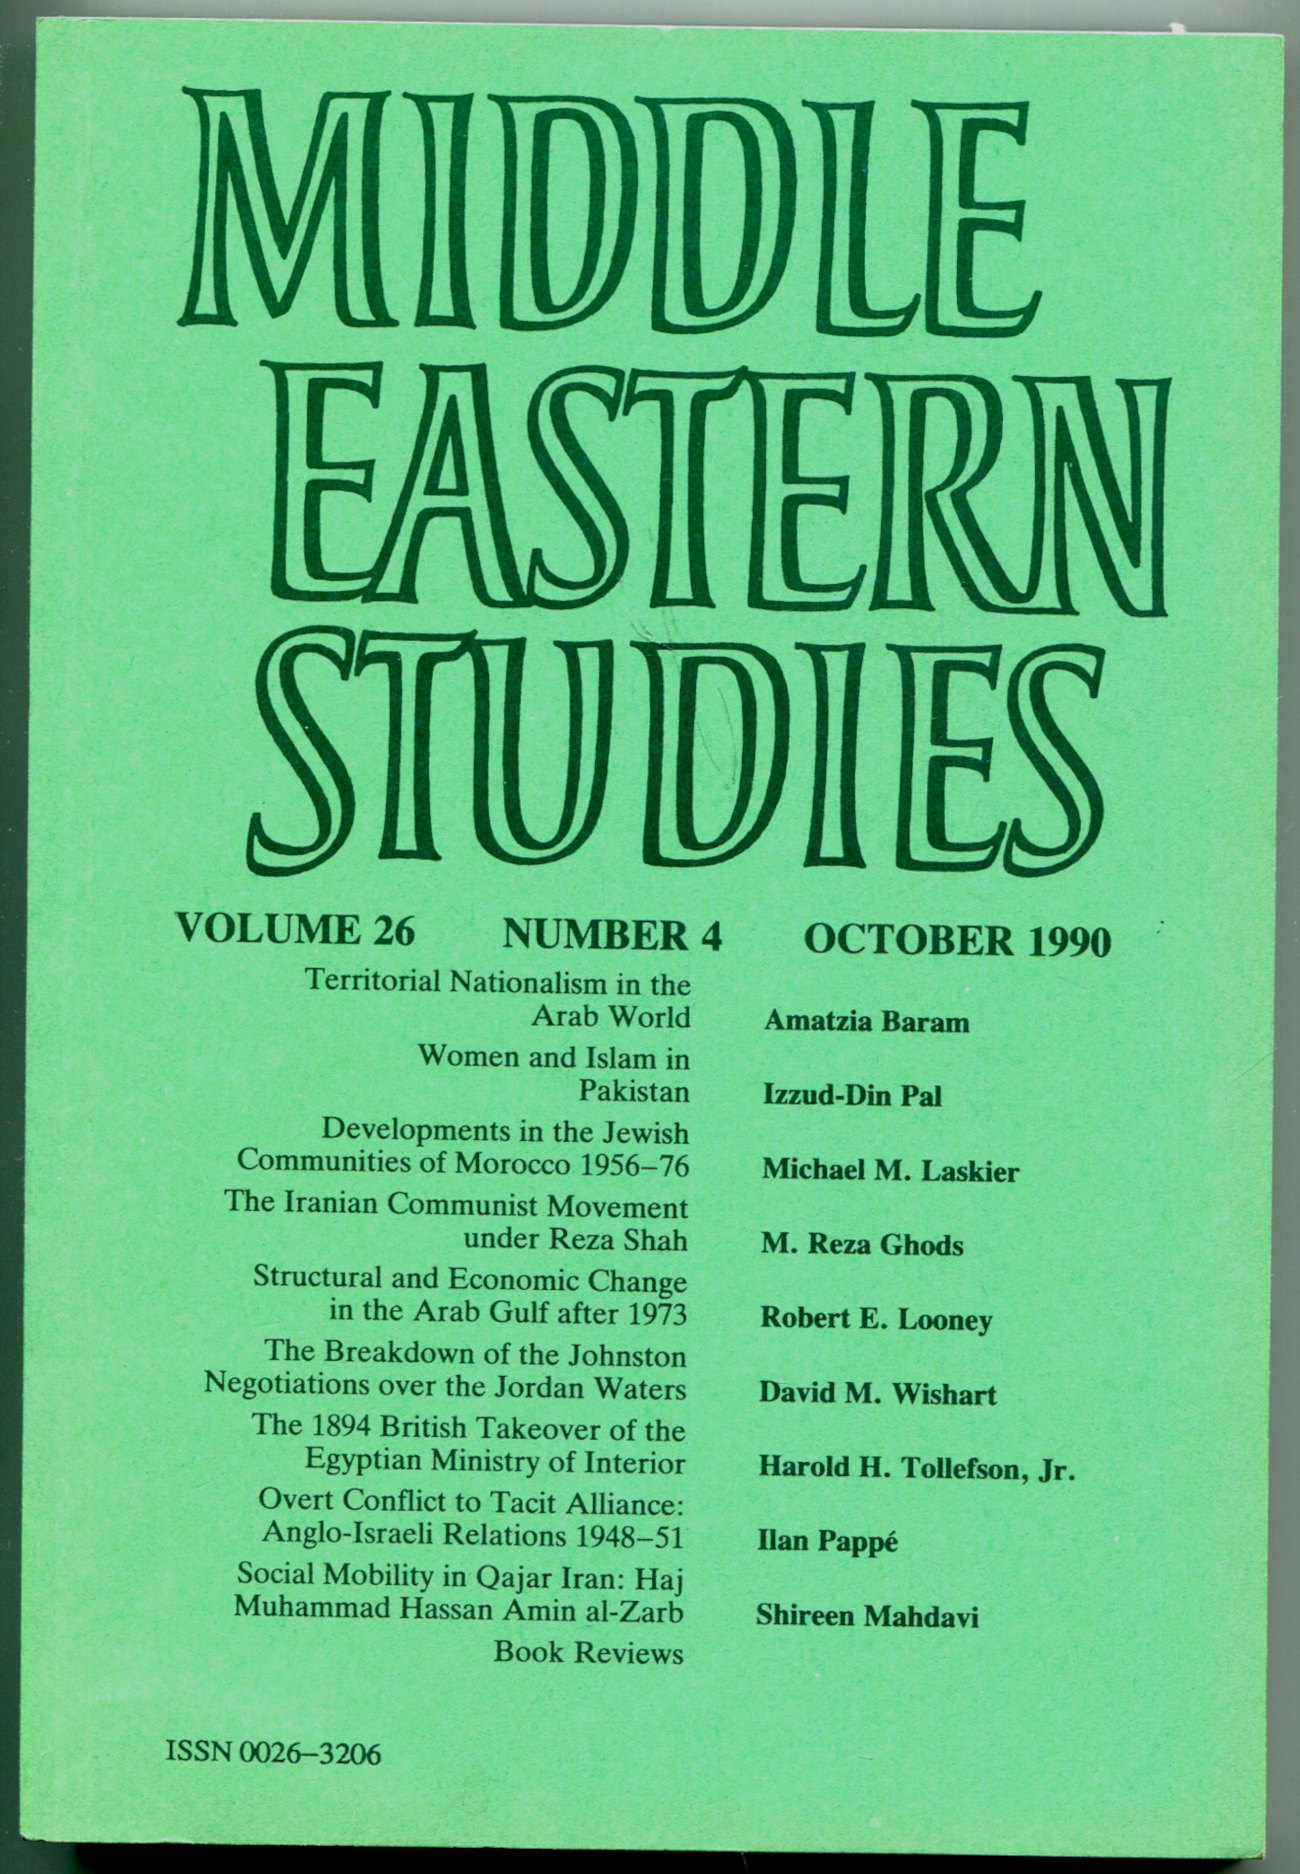 MIDDLE
EASTERN
STUDIES
VOLUME 26 NUMBER 4 OCTOBER 1990
Territorial Nationalism in the
Arab World Amatzia Baram
Women and Islam in
Pakistan Izzud-Din Pal
Developments in the Jewish
Communities of Morocco 1956–76 Michael M. Laskier
The Iranian Communist Movement
under Reza Shah M. Reza Ghods
Structural and Economic Change
in the Arab Gulf after 1973 Robert E. Looney
The Breakdown of the Johnston
Negotiations over the Jordan Waters David M. Wishart
The 1894 British Takeover of the
Egyptian Ministry of Interior Harold H. Tollefson, Jr.
Overt Conflict to Tacit Alliance:
Anglo-Israeli Relations 1948–51 Ilan Pappé
Social Mobility in Qajar Iran: Haj
Muhammad Hassan Amin al-Zarb Shireen Mahdavi
Book Reviews
ISSN 0026–3206